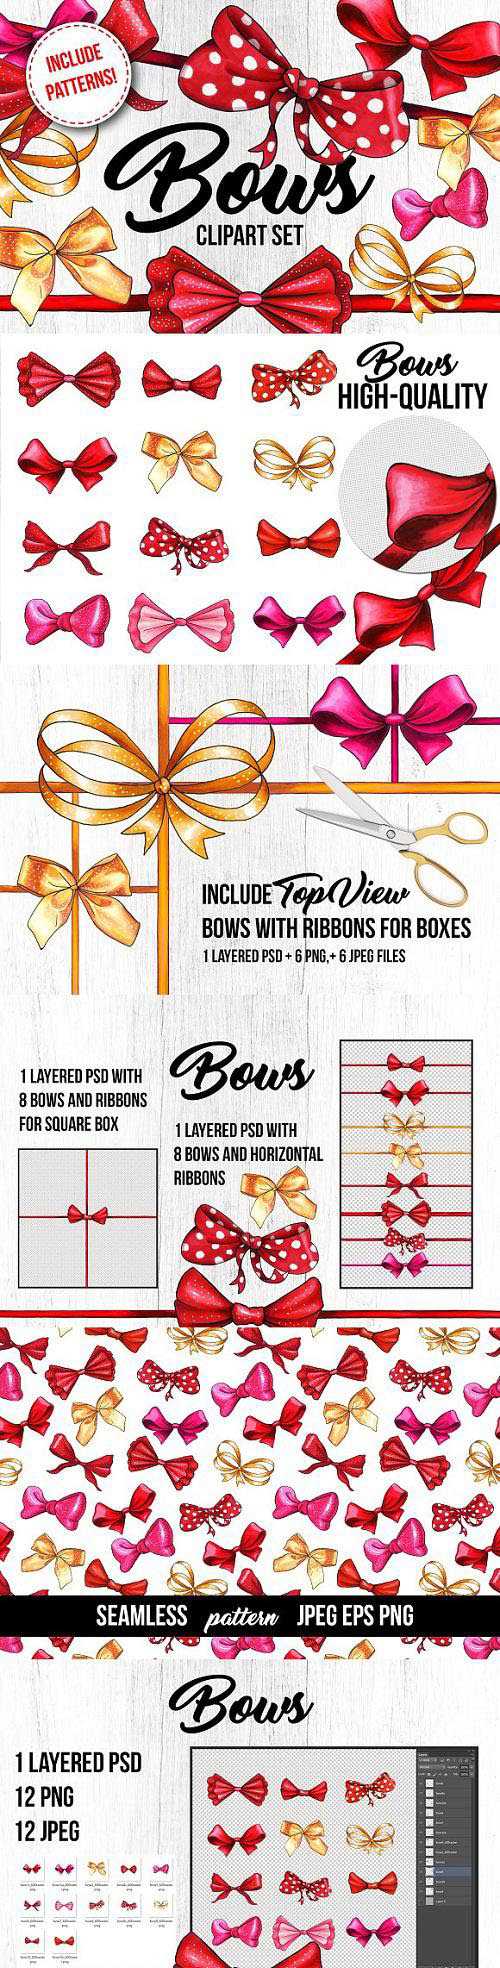 INCLUDE
PATTERNS!
Bows
CLIPART SET
Bows
HIGH-QUALITY
INCLUDE Top View
BOWS WITH RIBBONS FOR BOXES
1 LAYERED PSD + 6 PNG,+ 6 JPEG FILES
Bows
1 LAYERED PSD WITH
8 BOWS AND RIBBONS
FOR SQUARE BOX
1 LAYERED PSD WITH
8 BOWS AND HORIZONTAL
RIBBONS
SEAMLESS pattern JPEG EPS PNG
Bows
1 LAYERED PSD
12 PNG
12 JPEG